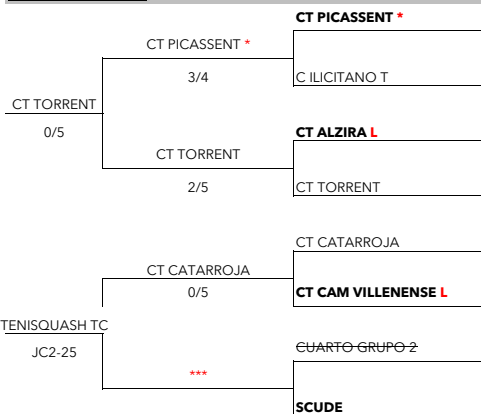 CT PICASSENT *
CT PICASSENT *
3/4
C ILICITANO T
CT TORRENT
0/5
CT ALZIRA L
CT TORRENT
2/5
CT TORRENT
CT CATARROJA
CT CATARROJA
0/5
CT CAM VILLENENSE L
TENISQUASH TC
JC2-25
CUARTO GRUPO 2
***
SCUDE